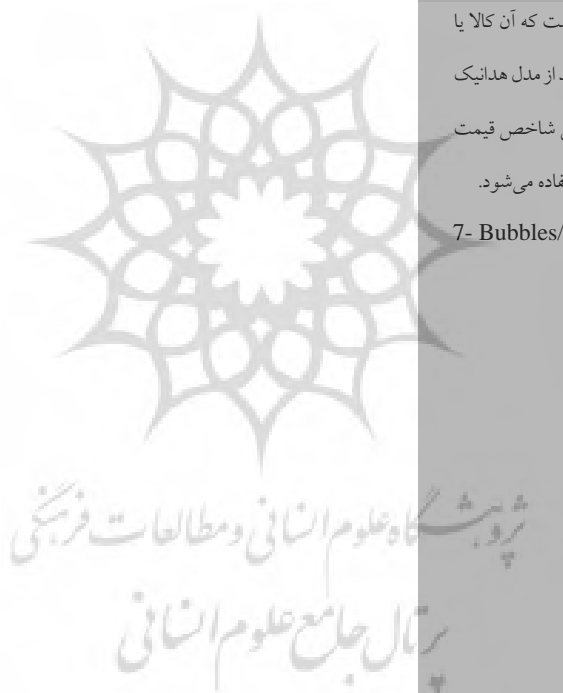 ت که آن کالا یا
از مدل هدانیک
شاخص قیمت
می‌شود.
7- Bubbles/
پژوهشگاه علوم انسانی و مطالعات فرهنگی
پرتال جامع علوم انسانی